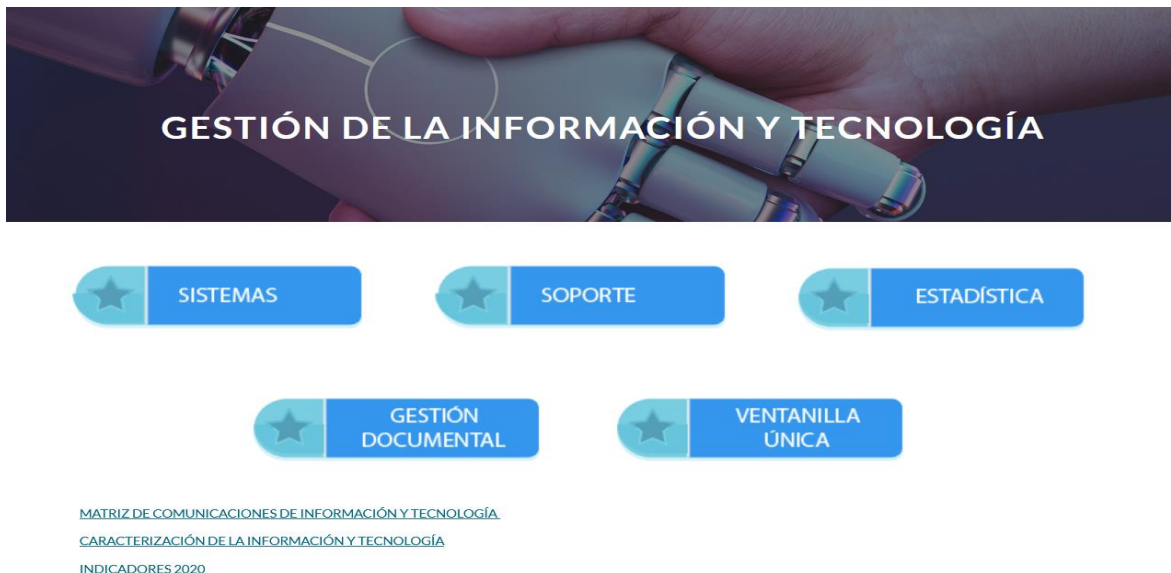 GESTIÓN DE LA INFORMACIÓN Y TECNOLOGÍA
SISTEMAS
SOPORTE
ESTADÍSTICA
GESTIÓN
DOCUMENTAL
VENTANILLA
ÚNICA
MATRIZ DE COMUNICACIONES DE INFORMACIÓN Y TECNOLOGÍA
CARACTERIZACIÓN DE LA INFORMACIÓN Y TECNOLOGÍA
INDICADORES 2020